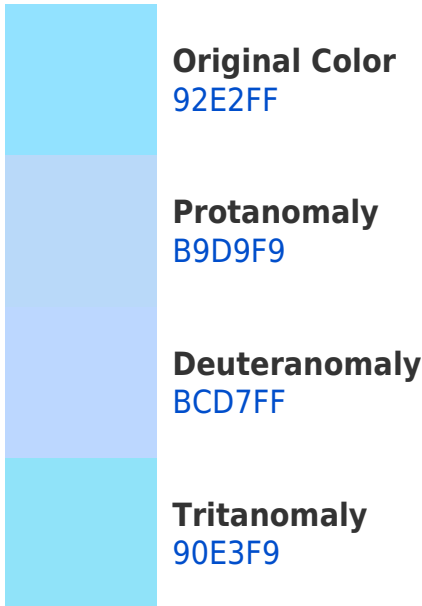 Original Color
92E2FF
Protanomaly
B9D9F9
Deuteranomaly
BCD7FF
Tritanomaly
90E3F9